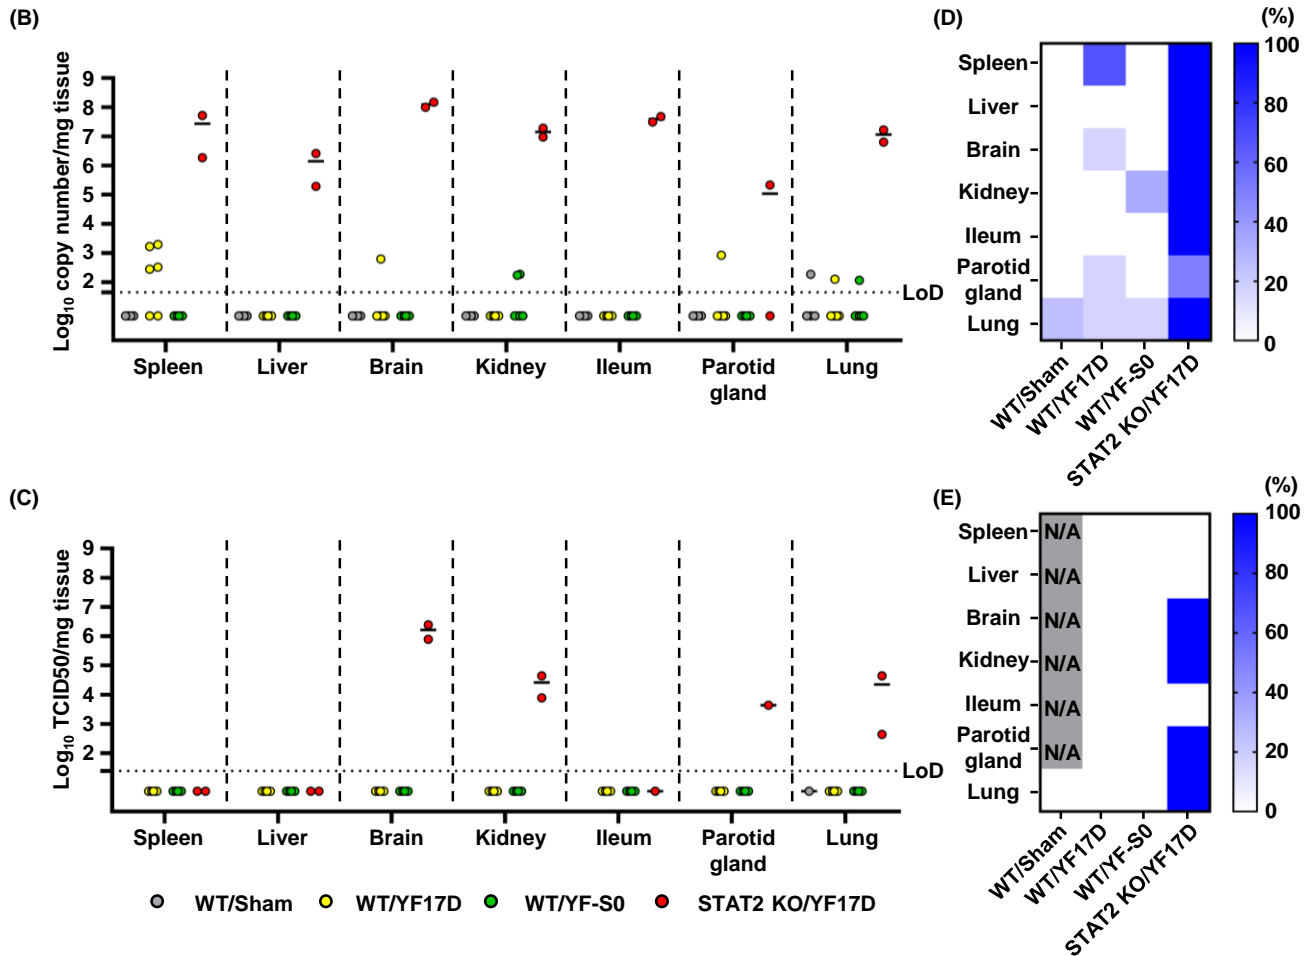 (B)
Log10 copy number/mg tissue
9
8
7
6
5
4
3
2
LoD
Spleen
Liver
Brain
Kidney
Ileum
Parotid
gland
Lung
(D)
(%)
Spleen
Liver
Brain
Kidney
Ileum
Parotid
gland
Lung
100
80
60
40
20
0
WT/Sham
WT/YF17D
WT/YF-S0
STAT2 KO/YF17D
(C)
Log10 TCID50/mg tissue
9
8
7
6
5
4
3
2
LoD
Spleen
Liver
Brain
Kidney
Ileum
Parotid
gland
Lung
WT/Sham
WT/YF17D
WT/YF-S0
STAT2 KO/YF17D
(E)
(%)
Spleen N/A
Liver N/A
Brain N/A
Kidney N/A
Ileum N/A
Parotid
gland N/A
Lung
100
80
60
40
20
0
WT/Sham
WT/YF17D
WT/YF-S0
STAT2 KO/YF17D